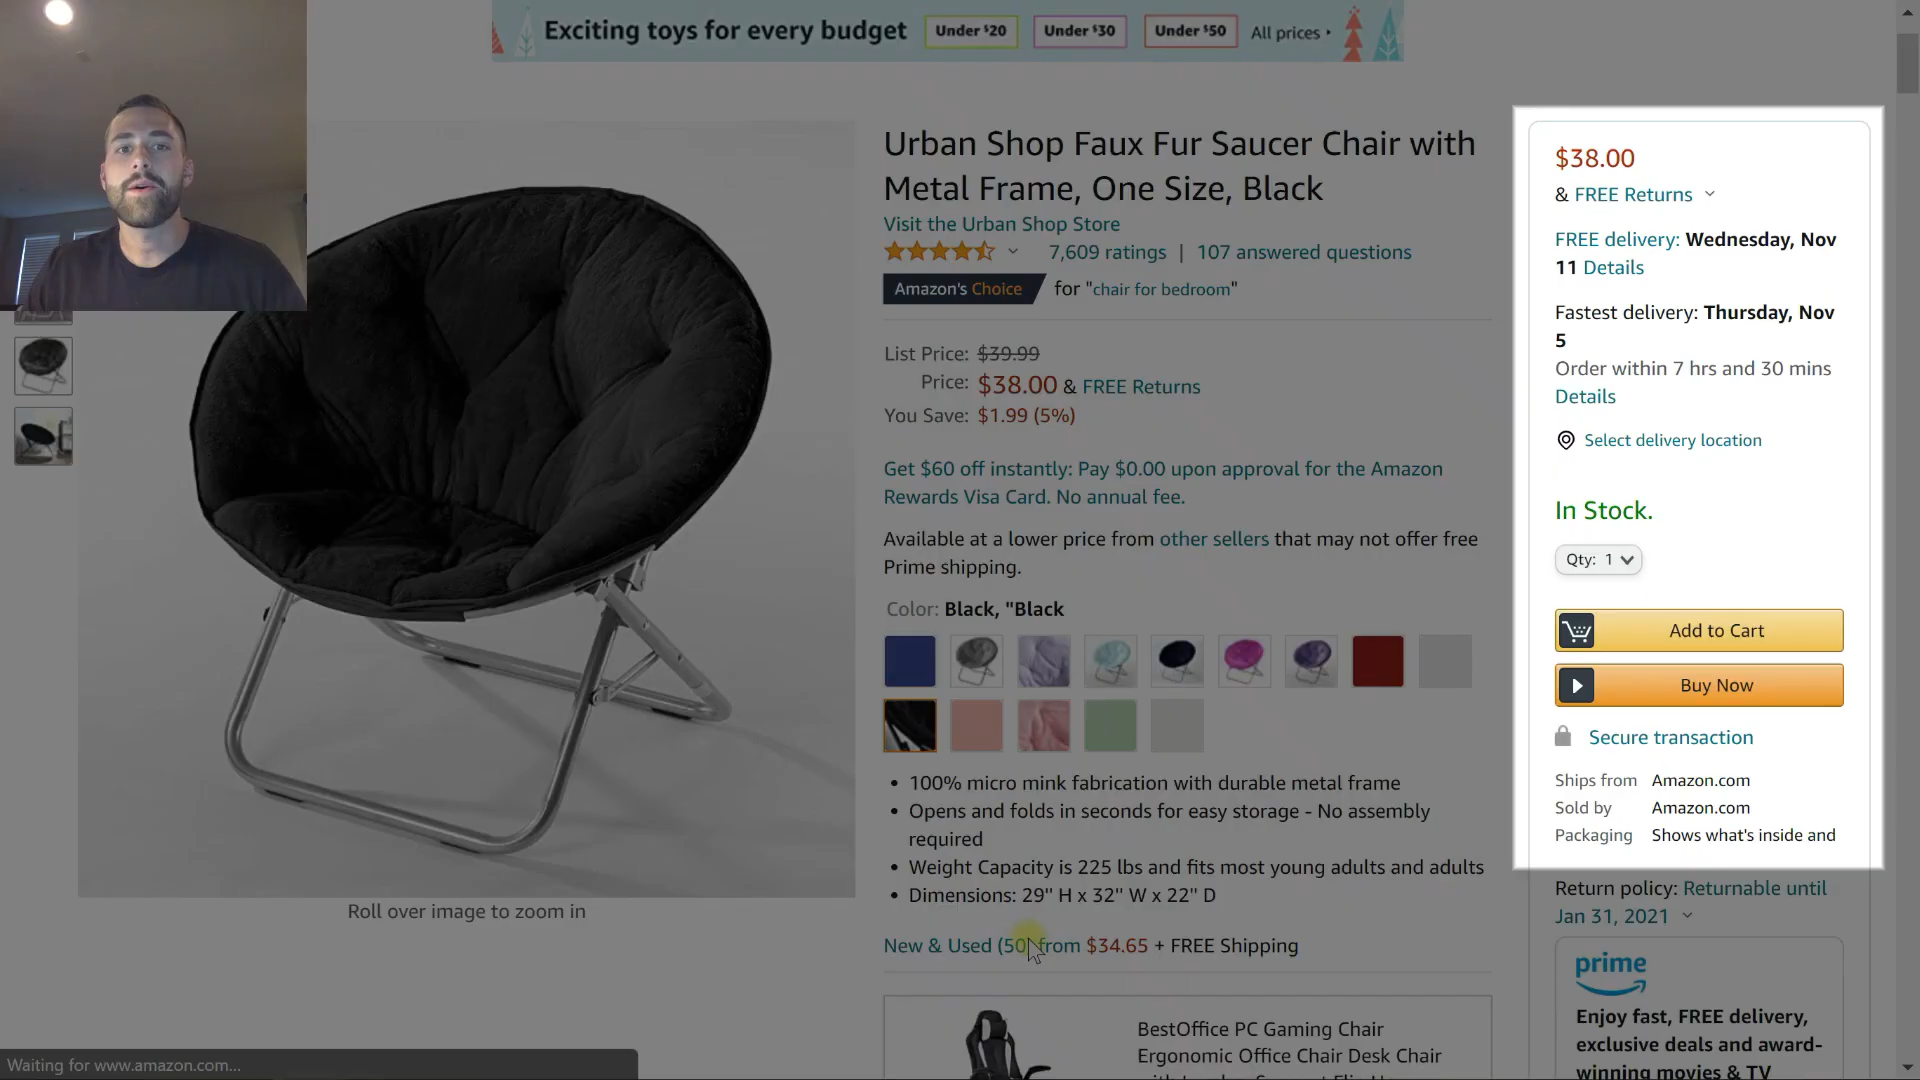 Exciting toys for every budget
Under $20
Under $30
Under $50
All prices
Urban Shop Faux Fur Saucer Chair with
Metal Frame, One Size, Black
Visit the Urban Shop Store
7,609 ratings | 107 answered questions
Amazon's Choice for "chair for bedroom"
List Price: $39.99
Price: $38.00 & FREE Returns
You Save: $1.99 (5%)
Get $60 off instantly: Pay $0.00 upon approval for the Amazon
Rewards Visa Card. No annual fee.
Available at a lower price from other sellers that may not offer free
Prime shipping.
Color: Black, "Black
• 100% micro mink fabrication with durable metal frame
• Opens and folds in seconds for easy storage - No assembly
required
• Weight Capacity is 225 lbs and fits most young adults and adults
• Dimensions: 29" H x 32" W x 22" D
New & Used (50) from $34.65 + FREE Shipping
BestOffice PC Gaming Chair
Ergonomic Office Chair Desk Chair
Roll over image to zoom in
$38.00
& FREE Returns
FREE delivery: Wednesday, Nov
11 Details
Fastest delivery: Thursday, Nov
5
Order within 7 hrs and 30 mins
Details
Select delivery location
In Stock.
Qty: 1
Add to Cart
Buy Now
Secure transaction
Ships from Amazon.com
Sold by Amazon.com
Packaging Shows what's inside and
Return policy: Returnable until
Jan 31, 2021
prime
Enjoy fast, FREE delivery,
exclusive deals and award-
winning movies & TV
Waiting for www.amazon.com...